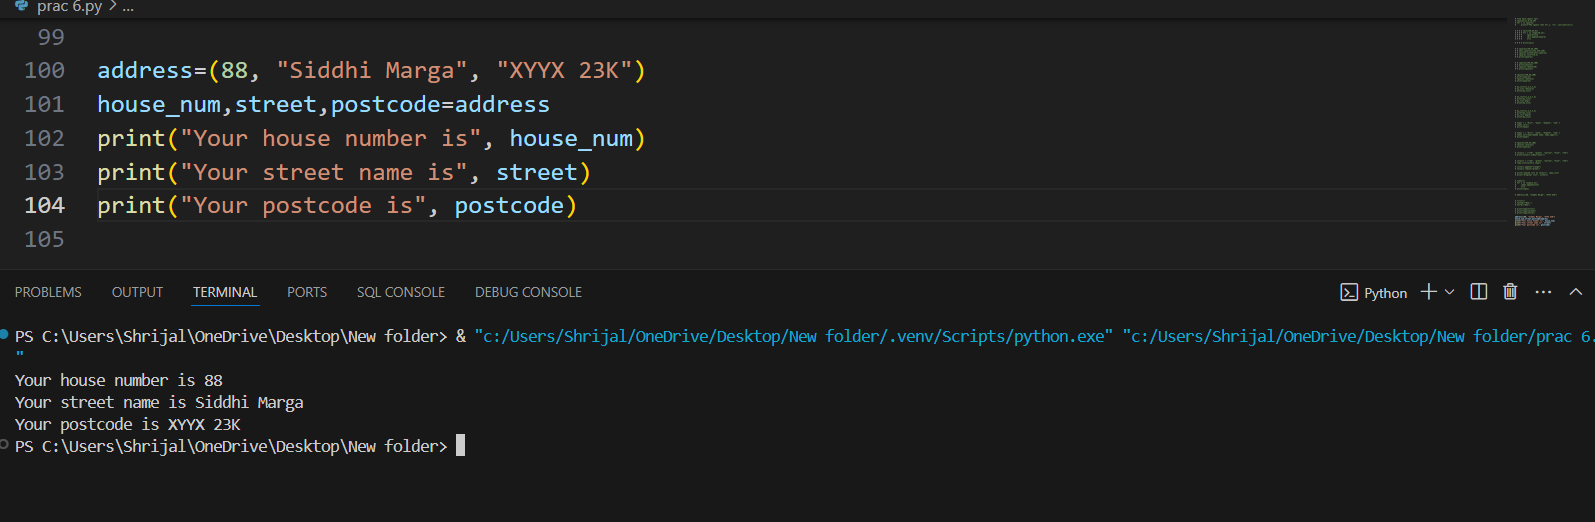 prac 6.py > ...
99
100 address=(88, "Siddhi Marga", "XYYX 23K")
101 house_num,street,postcode=address
102 print("Your house number is", house_num)
103 print("Your street name is", street)
104 print("Your postcode is", postcode)
105
PROBLEMS OUTPUT TERMINAL PORTS SQL CONSOLE DEBUG CONSOLE Python
PS C:\Users\Shrijal\OneDrive\Desktop\New folder> & "c:/Users/Shrijal/OneDrive/Desktop/New folder/.venv/Scripts/python.exe" "c:/Users/Shrijal/OneDrive/Desktop/New folder/prac 6.
"
Your house number is 88
Your street name is Siddhi Marga
Your postcode is XYYX 23K
PS C:\Users\Shrijal\OneDrive\Desktop\New folder>